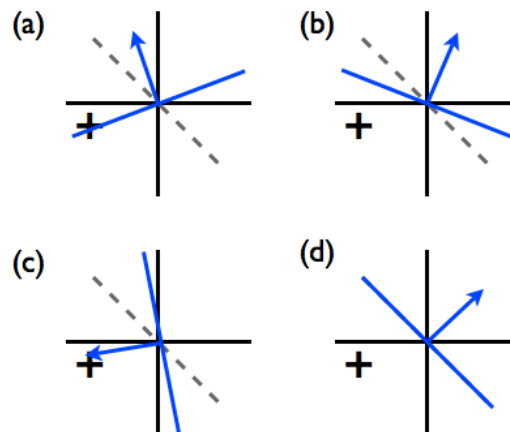 (a) (b)
+ +
(c) (d)
+ +